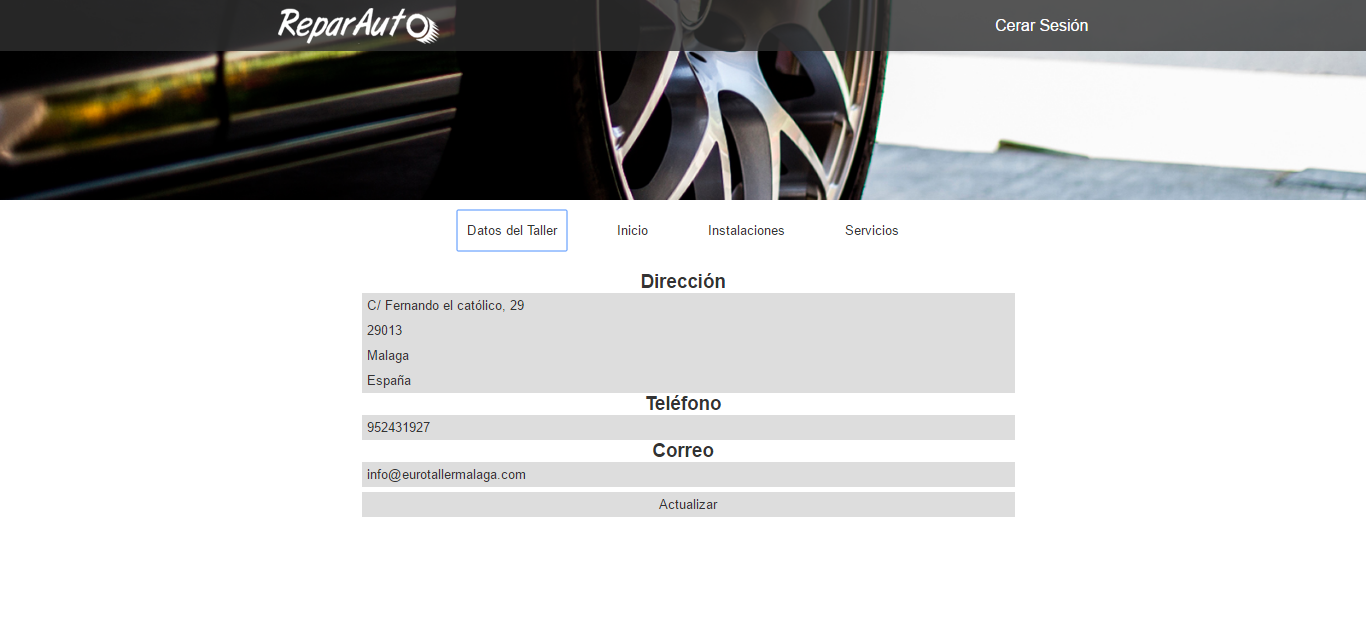 ReparAuto
Cerar Sesión
Datos del Taller
Inicio
Instalaciones
Servicios
Dirección
C/ Fernando el católico, 29
29013
Malaga
España
Teléfono
952431927
Correo
info@eurotallermalaga.com
Actualizar